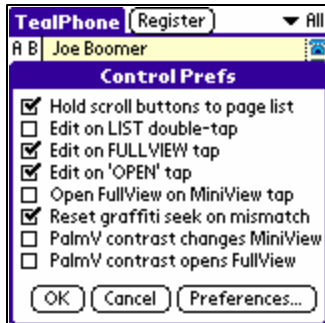 TealPhone Register All
A B Joe Boomer
Control Prefs
Hold scroll buttons to page list
Edit on LIST double-tap
Edit on FULLVIEW tap
Edit on 'OPEN' tap
Open FullView on MiniView tap
Reset graffiti seek on mismatch
PalmV contrast changes MiniView
PalmV contrast opens FullView
OK Cancel Preferences...